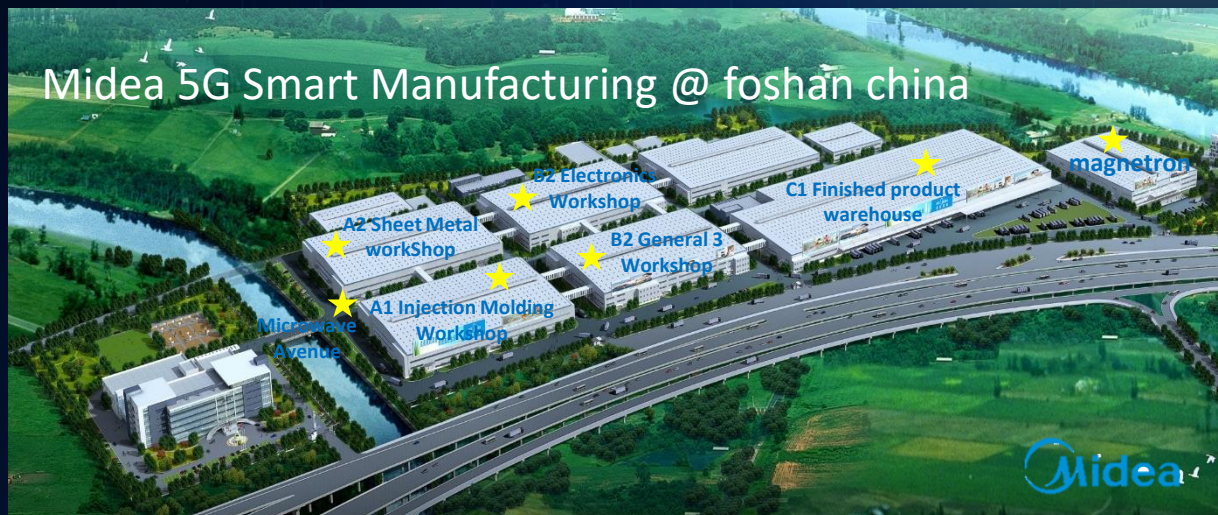 Midea 5G Smart Manufacturing @ foshan china
magnetron
B2 Electronics
Workshop
C1 Finished product
warehouse
A2 Sheet Metal
workShop
B2 General 3
Workshop
A1 Injection Molding
Workshop
Microwave
Avenue
Midea